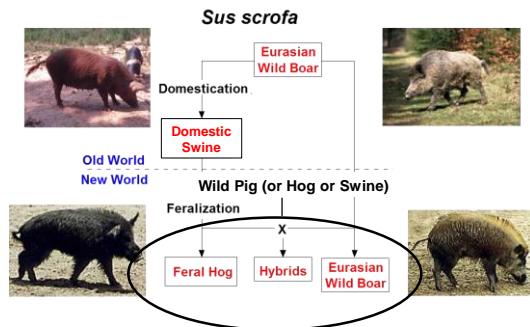 Sus scrofa
Eurasian
Wild Boar
Domestication
Domestic
Swine
Old World
New World
Wild Pig (or Hog or Swine)
Feralization
X
Feral Hog
Hybrids
Eurasian
Wild Boar